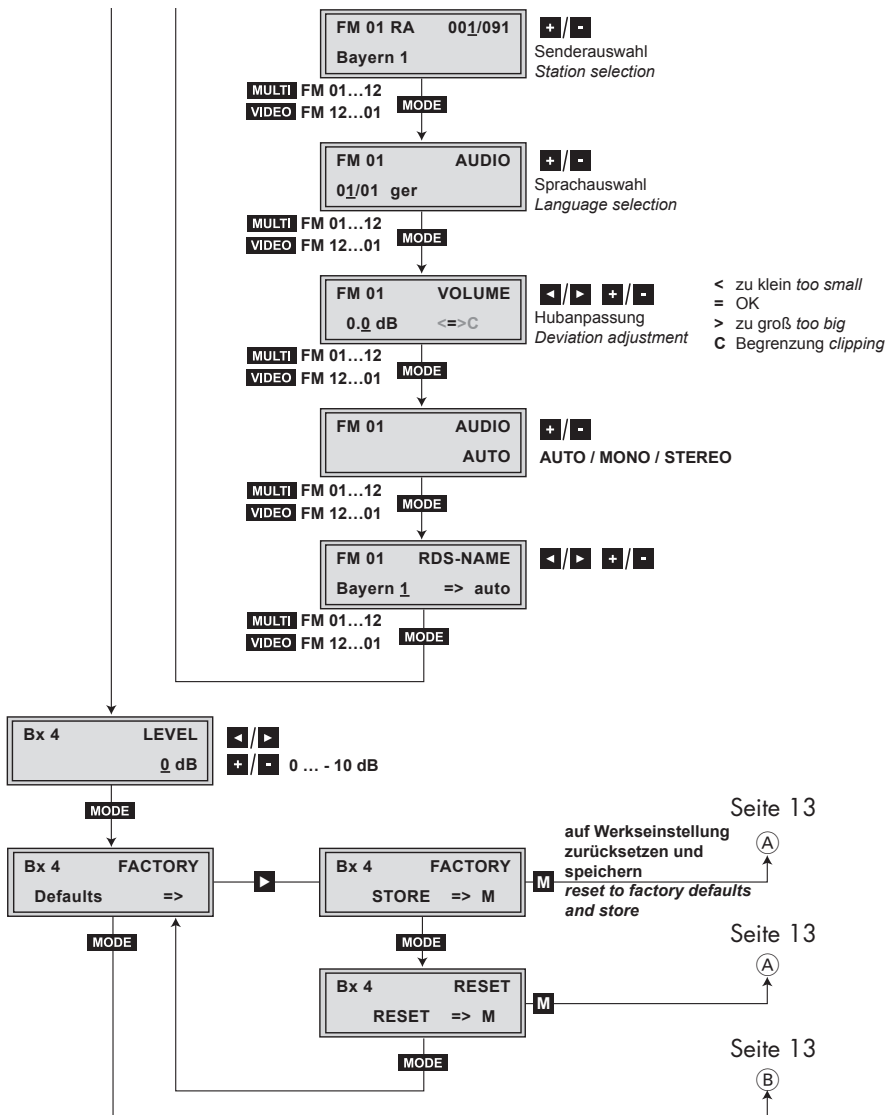 FM 01 RA 001/091
Bayern 1
+/-
Senderauswahl
Station selection
MULTI FM 01...12
VIDEO FM 12...01
MODE
FM 01 AUDIO
01/01 ger
+/-
Sprachauswahl
Language selection
MULTI FM 01...12
VIDEO FM 12...01
MODE
FM 01 VOLUME
0.0 dB <=>C
◄/► +/-
Hubanpassung
Deviation adjustment
< zu klein too small
= OK
> zu groß too big
C Begrenzung clipping
MULTI FM 01...12
VIDEO FM 12...01
MODE
FM 01 AUDIO
AUTO
+/-
AUTO / MONO / STEREO
MULTI FM 01...12
VIDEO FM 12...01
MODE
FM 01 RDS-NAME
Bayern 1 => auto
◄/► +/-
MULTI FM 01...12
VIDEO FM 12...01
MODE
Bx 4 LEVEL
0 dB
◄/►
+/- 0 ... - 10 dB
MODE
Bx 4 FACTORY
Defaults =>
►
Bx 4 FACTORY
STORE => M
M
auf Werkseinstellung
zurücksetzen und
speichern
reset to factory defaults
and store
Seite 13
A
MODE
MODE
Bx 4 RESET
RESET => M
M
Seite 13
A
MODE
Seite 13
B